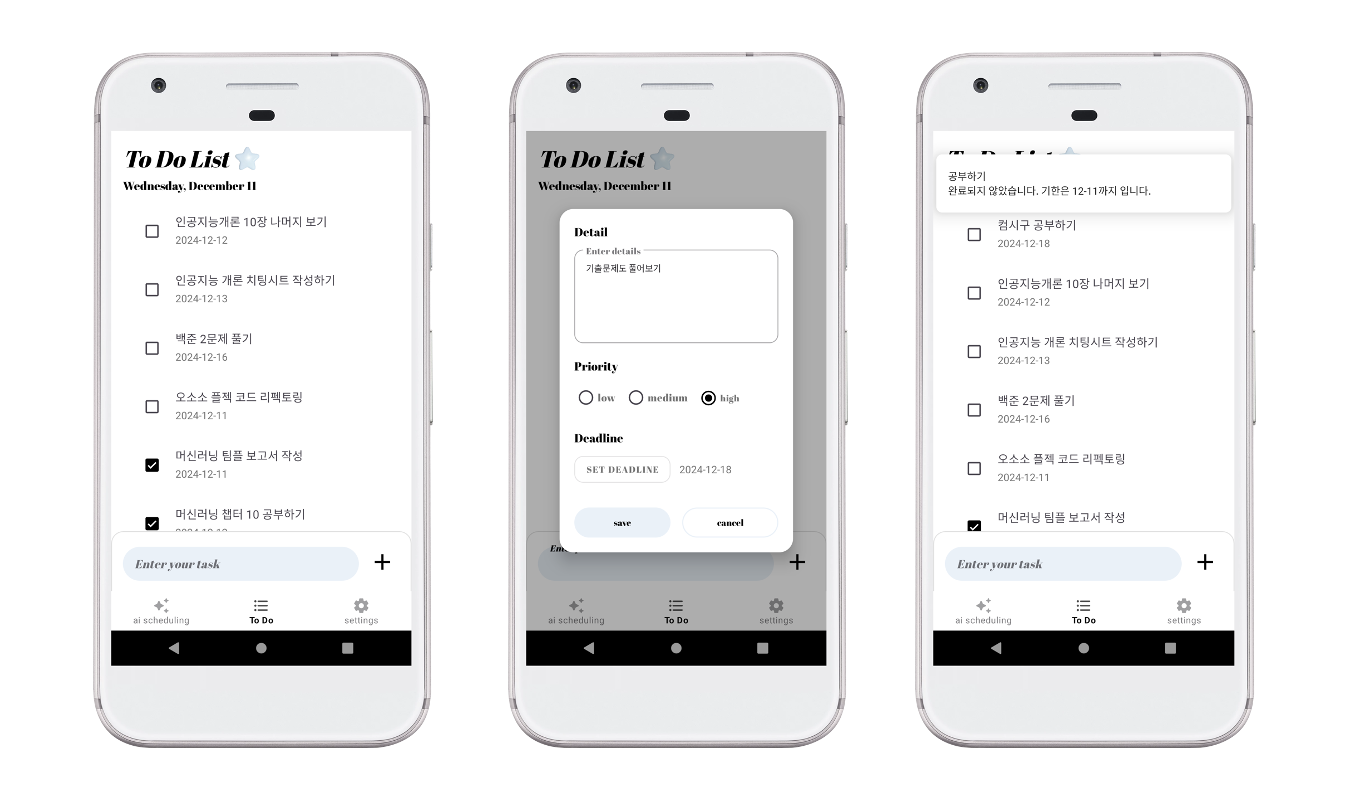 To Do List
Wednesday, December 11
인공지능개론 10장 나머지 보기
2024-12-12
인공지능 개론 치팅시트 작성하기
2024-12-13
백준 2문제 풀기
2024-12-16
오소소 플젝 코드 리펙토링
2024-12-11
머신러닝 팀플 보고서 작성
2024-12-11
머신러닝 챕터 10 공부하기
Enter your task
+
ai scheduling
To Do
settings
To Do List
Wednesday, December 11
Detail
Enter details
기출문제도 풀어보기
Priority
low
medium
high
Deadline
SET DEADLINE
2024-12-18
save
cancel
+
ai scheduling
To Do
settings
공부하기
완료되지 않았습니다. 기한은 12-11까지 입니다.
컴시구 공부하기
2024-12-18
인공지능개론 10장 나머지 보기
2024-12-12
인공지능 개론 치팅시트 작성하기
2024-12-13
백준 2문제 풀기
2024-12-16
오소소 플젝 코드 리펙토링
2024-12-11
머신러닝 팀플 보고서 작성
Enter your task
+
ai scheduling
To Do
settings